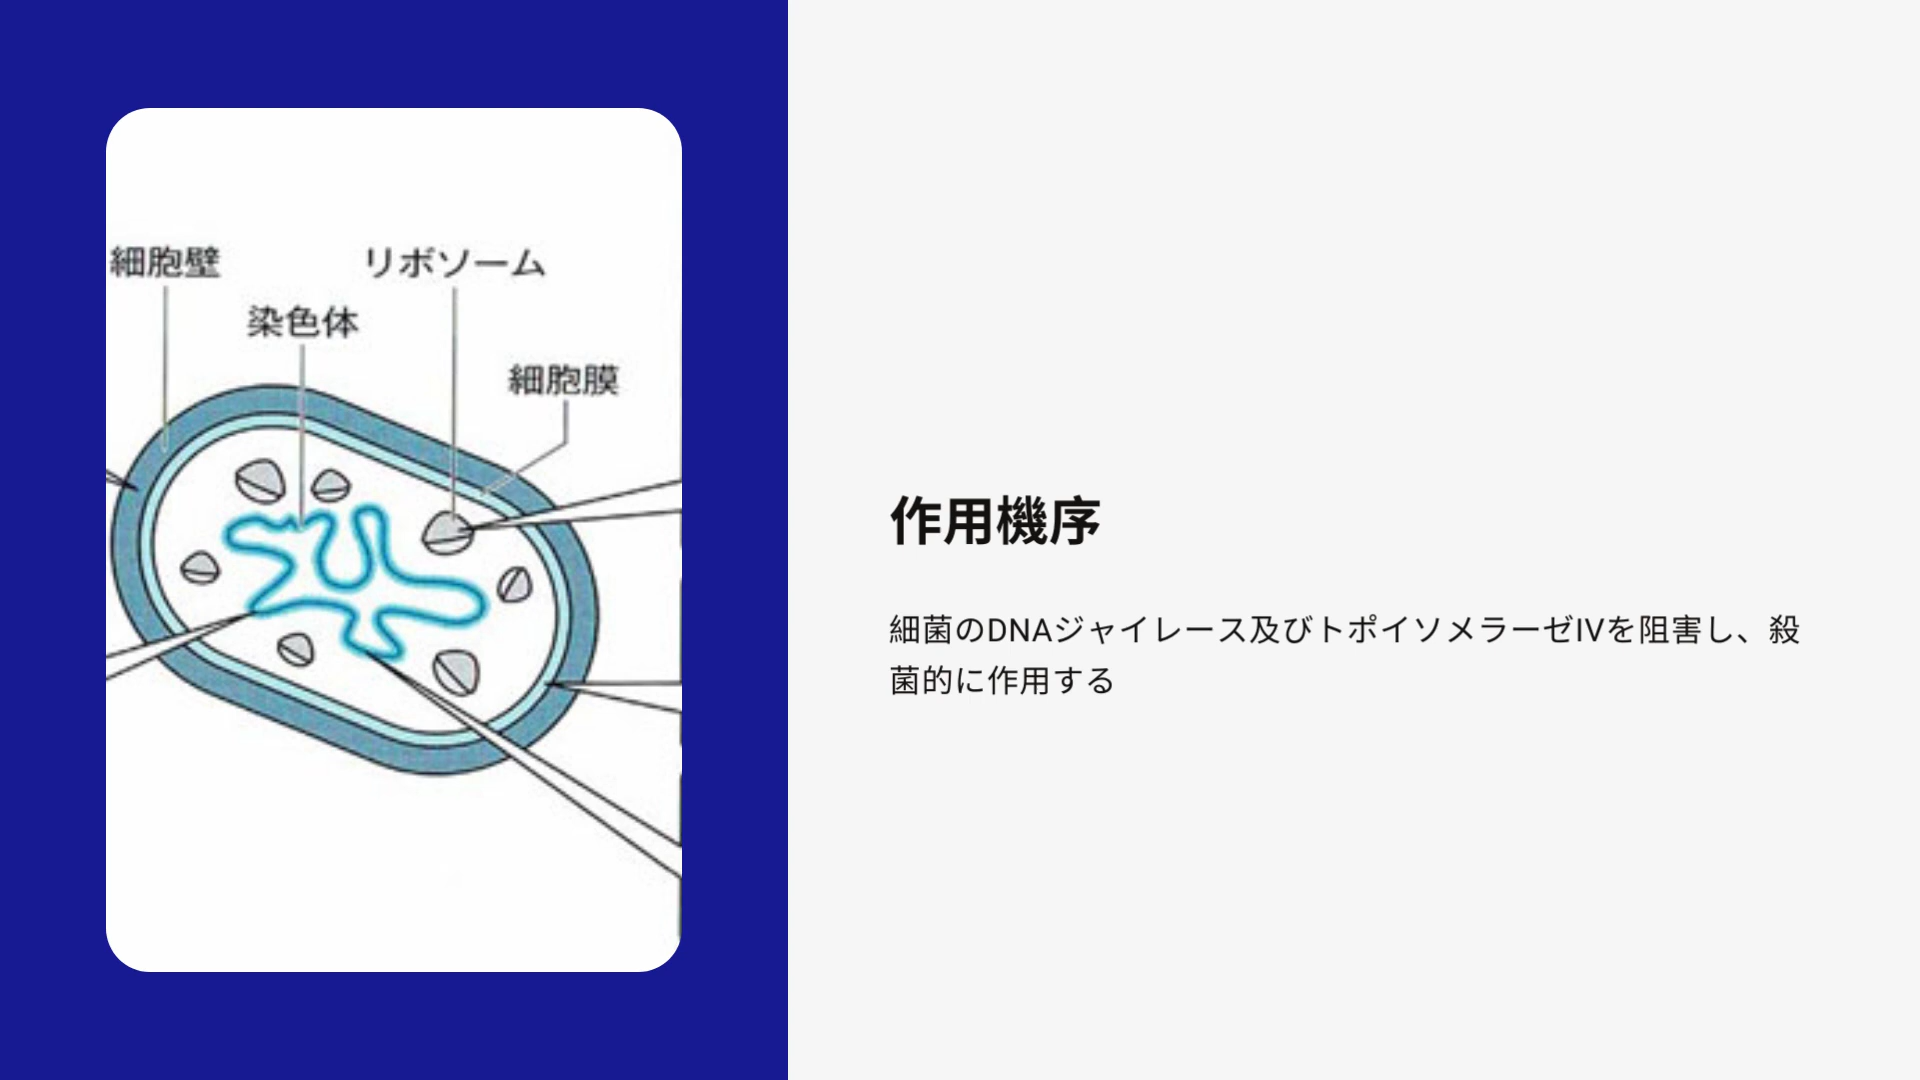 細胞壁
リボソーム
染色体
細胞膜
作用機序
細菌のDNAジャイレース及びトポイソメラーゼIVを阻害し、殺
菌的に作用する